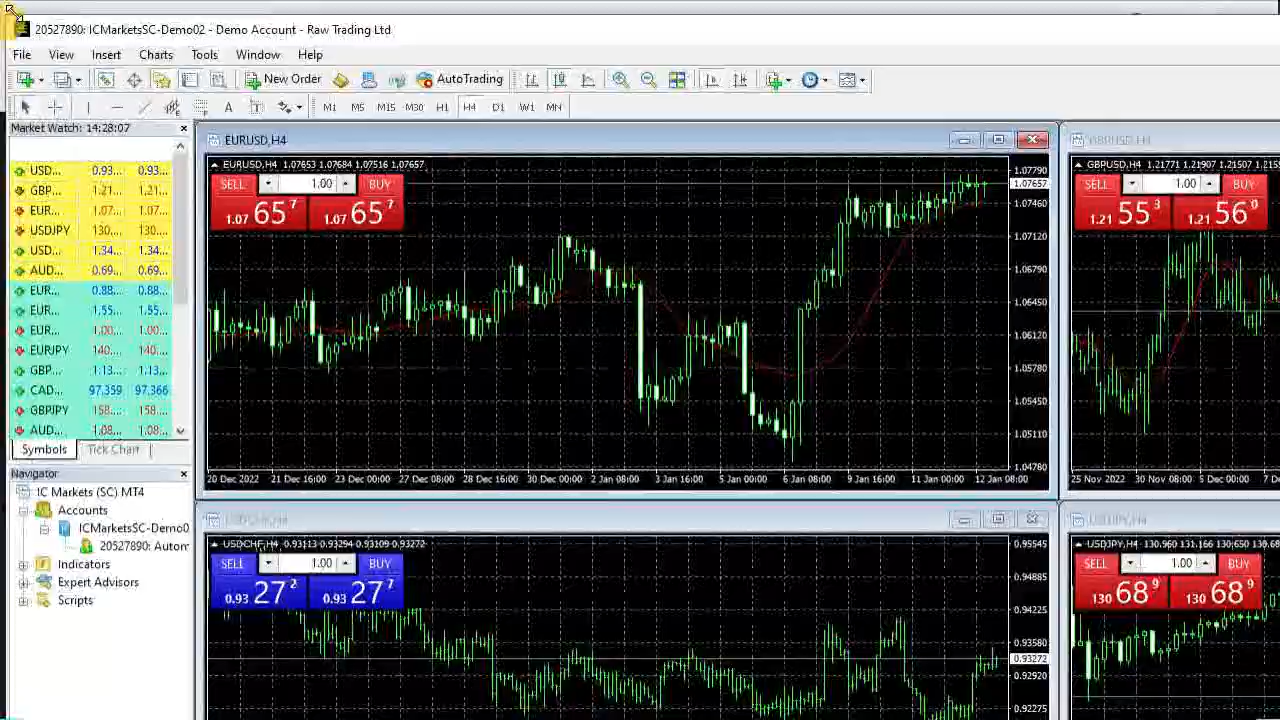 20527890: ICMarketsSC-Demo02 - Demo Account - Raw Trading Ltd
File View Insert Charts Tools Window Help
New Order AutoTrading
A T M1 M5 M15 M30 H1 H4 D1 W1 MN
Market Watch: 14:28:07
USD... 0.93... 0.93...
GBP... 1.21... 1.21...
EUR... 1.07... 1.07...
USDJPY 130.... 130....
USD... 1.34... 1.34...
AUD... 0.69... 0.69...
EUR... 0.88... 0.88...
EUR... 1.55... 1.55...
EUR... 1.00... 1.00...
EURJPY 140.... 140....
GBP... 1.13... 1.13...
CAD... 97.359 97.366
GBPJPY 158.... 158....
AUD... 1.08... 1.08...
Symbols Tick Chart
Navigator
IC Markets (SC) MT4
Accounts
ICMarketsSC-Demo0
20527890: Autom
Indicators
Expert Advisors
Scripts
EURUSD,H4
EURUSD,H4 1.07653 1.07684 1.07516 1.07657
SELL 1.00 BUY
1.07 65 7 1.07 65 7
1.07790
1.07657
1.07460
1.07120
1.06790
1.06450
1.06120
1.05780
1.05450
1.05110
1.04780
20 Dec 2022 21 Dec 16:00 23 Dec 00:00 27 Dec 08:00 28 Dec 16:00 30 Dec 00:00 2 Jan 08:00 3 Jan 16:00 5 Jan 00:00 6 Jan 08:00 9 Jan 16:00 11 Jan 00:00 12 Jan 08:00
GBPUSD,H4
GBPUSD,H4 1.21771 1.21907 1.21507 1.2155
SELL 1.00 BUY
1.21 55 3 1.21 56 0
25 Nov 2022 30 Nov 08:00 5 Dec 00:00 7 D
USDCHF,H4
USDCHF,H4 0.93113 0.93294 0.93109 0.93272
SELL 1.00 BUY
0.93 27 2 0.93 27 7
0.95545
0.94885
0.94225
0.93580
0.93272
0.92920
0.92275
USDJPY,H4
USDJPY,H4 130.960 131.166 130.650 130.68
SELL 1.00 BUY
130 68 9 130 68 9